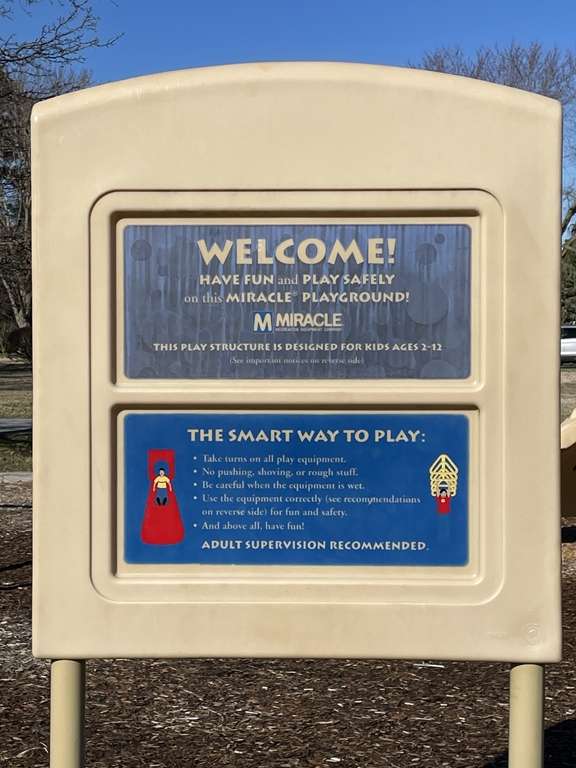 WELCOME!
HAVE FUN and PLAY SAFELY
on this MIRACLE® PLAYGROUND!
M MIRACLE
RECREATION EQUIPMENT COMPANY
THIS PLAY STRUCTURE IS DESIGNED FOR KIDS AGES 2-12
(See important notices on reverse side)
THE SMART WAY TO PLAY:
• Take turns on all play equipment.
• No pushing, shoving, or rough stuff.
• Be careful when the equipment is wet.
• Use the equipment correctly (see recommendations
on reverse side) for fun and safety.
• And above all, have fun!
ADULT SUPERVISION RECOMMENDED.